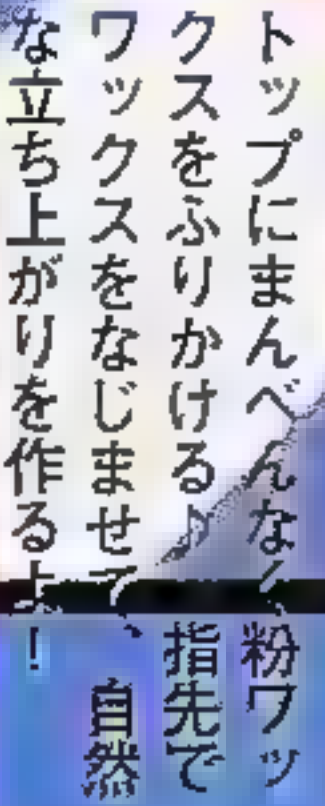 トップにまんべんなく粉ワッ
クスをふりかける♪指先で
ワックスをなじませて、自然
な立ち上がりを作るよ！